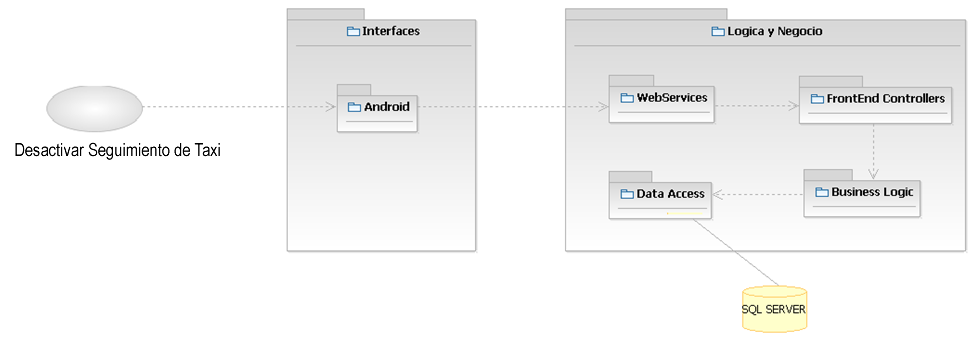 Interfaces
Logica y Negocio
Android
WebServices
FrontEnd Controllers
Desactivar Seguimiento de Taxi
Data Access
Business Logic
SQL SERVER